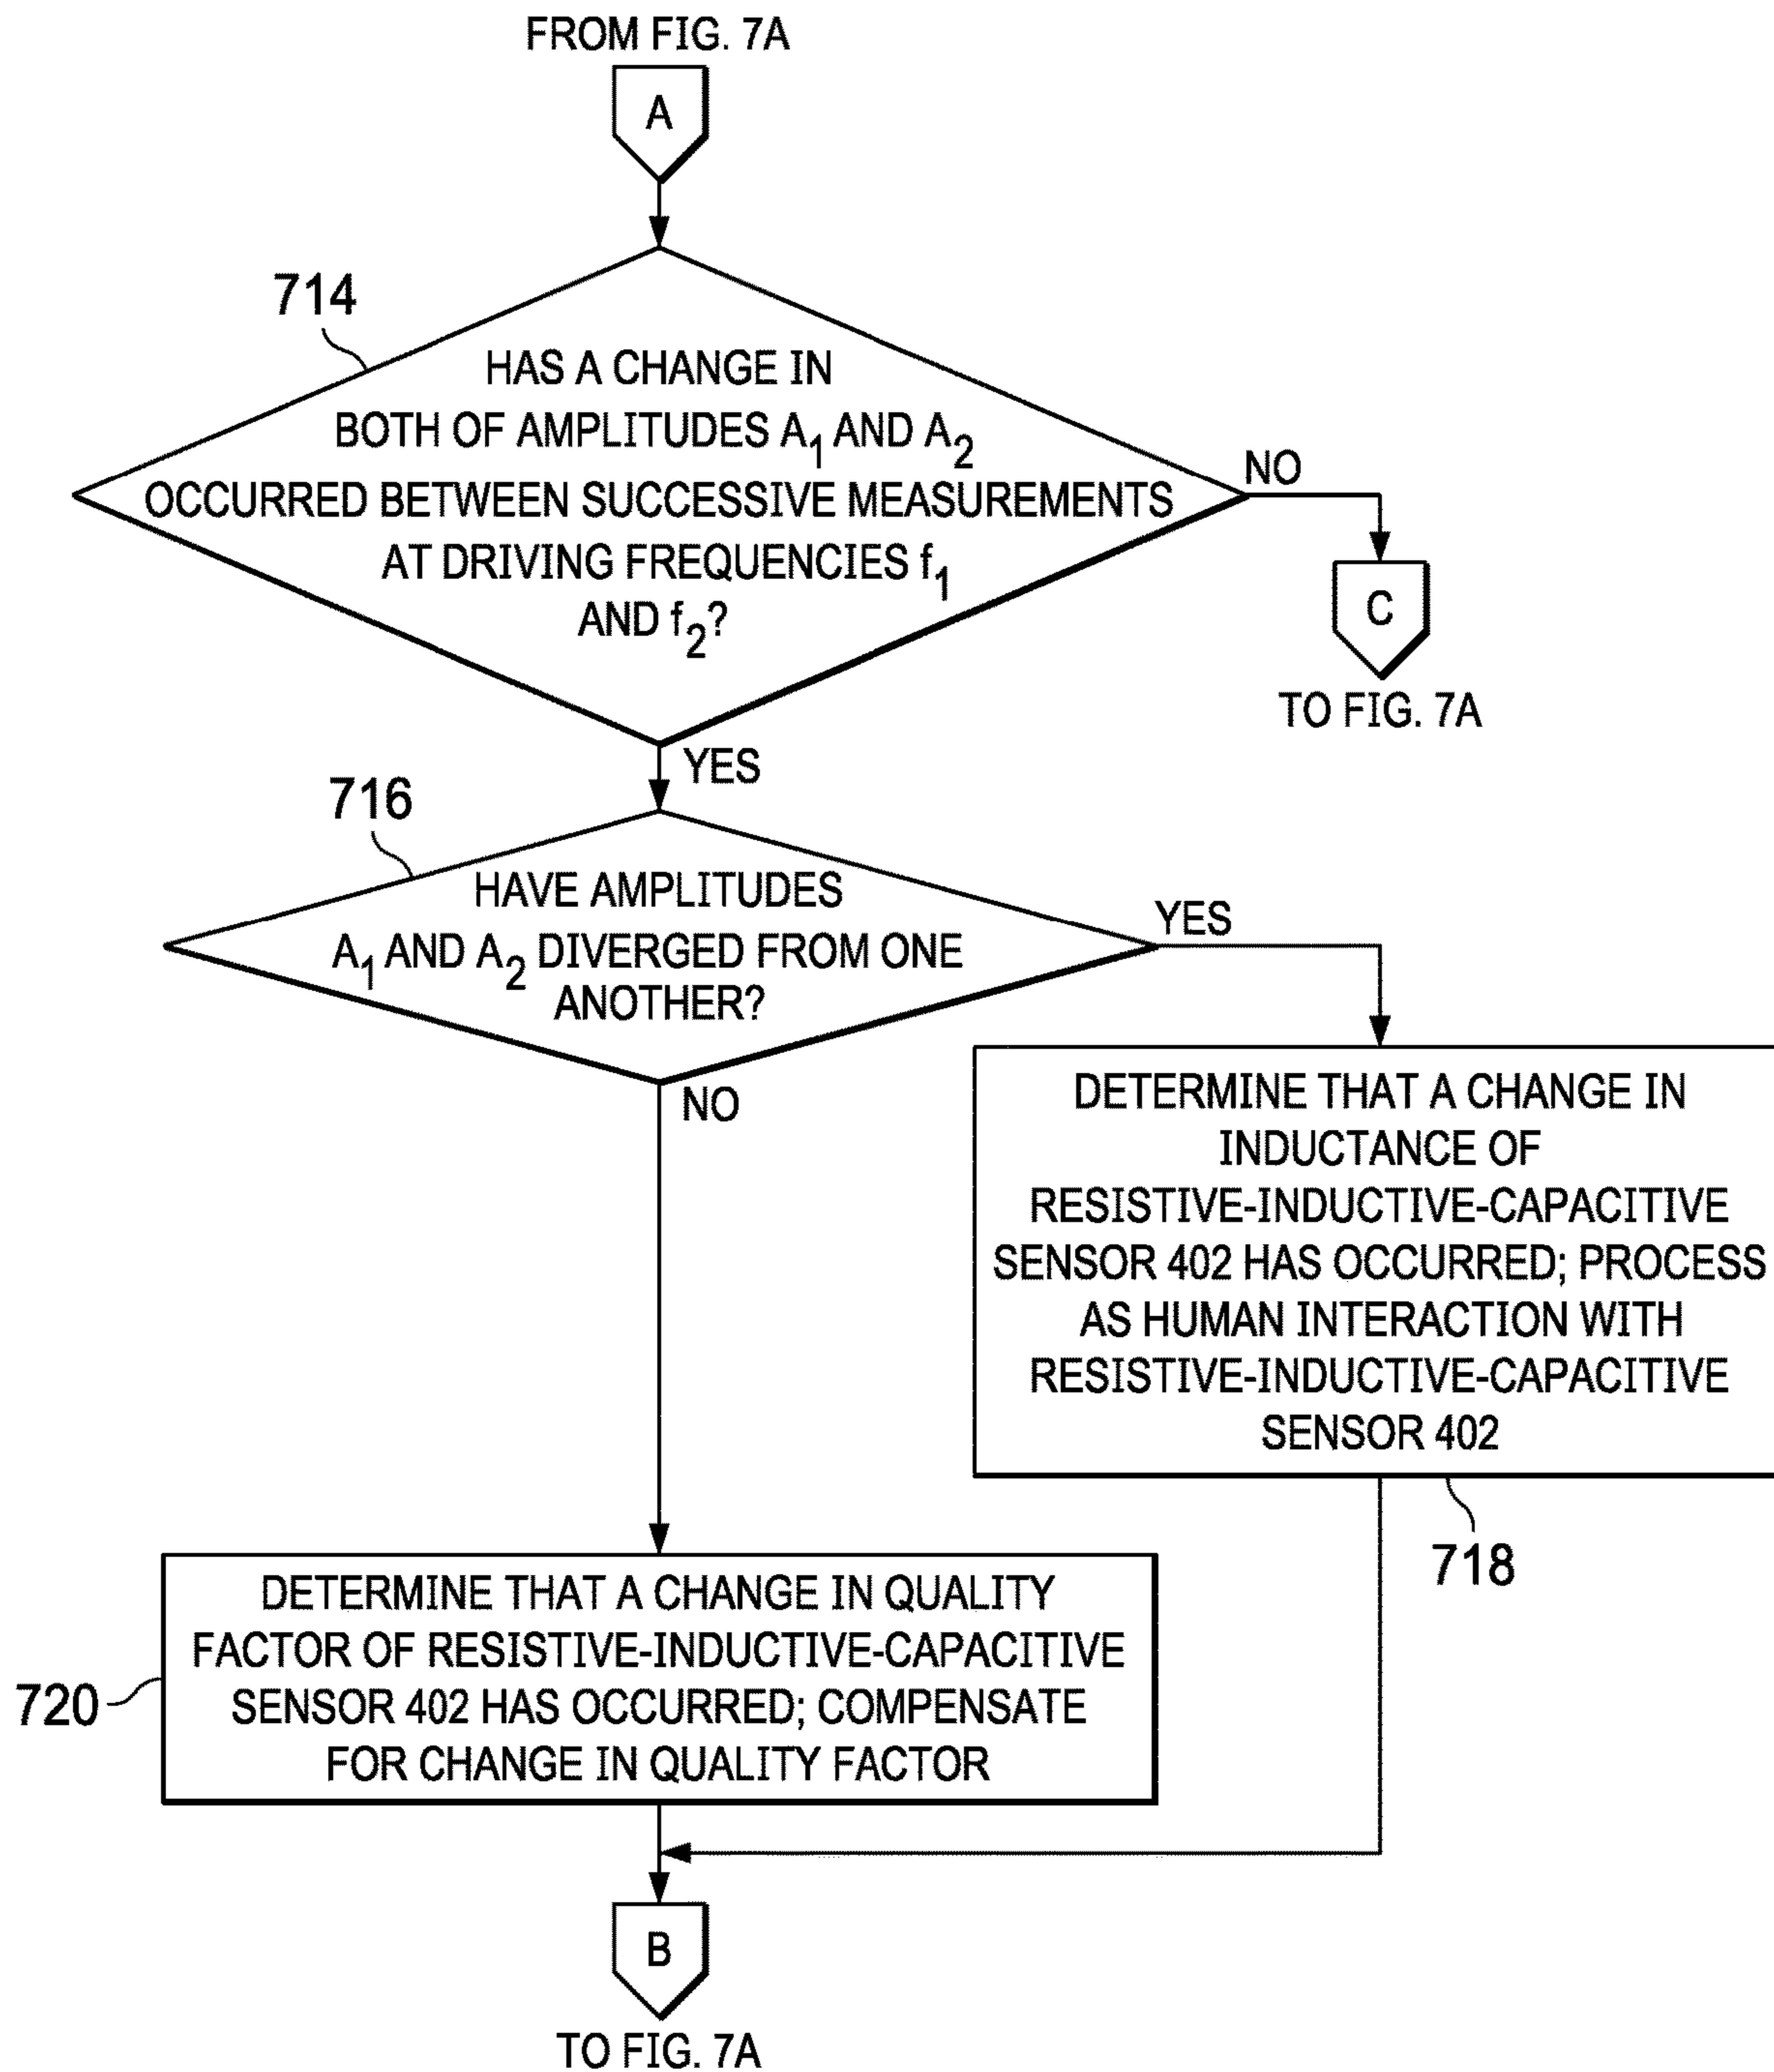 FROM FIG. 7A
A
714
HAS A CHANGE IN
BOTH OF AMPLITUDES A1 AND A2
OCCURRED BETWEEN SUCCESSIVE MEASUREMENTS
AT DRIVING FREQUENCIES f1
AND f2?
NO
C
TO FIG. 7A
YES
716
HAVE AMPLITUDES
A1 AND A2 DIVERGED FROM ONE
ANOTHER?
YES
NO
DETERMINE THAT A CHANGE IN
INDUCTANCE OF
RESISTIVE-INDUCTIVE-CAPACITIVE
SENSOR 402 HAS OCCURRED; PROCESS
AS HUMAN INTERACTION WITH
RESISTIVE-INDUCTIVE-CAPACITIVE
SENSOR 402
718
DETERMINE THAT A CHANGE IN QUALITY
FACTOR OF RESISTIVE-INDUCTIVE-CAPACITIVE
SENSOR 402 HAS OCCURRED; COMPENSATE
FOR CHANGE IN QUALITY FACTOR
720
B
TO FIG. 7A